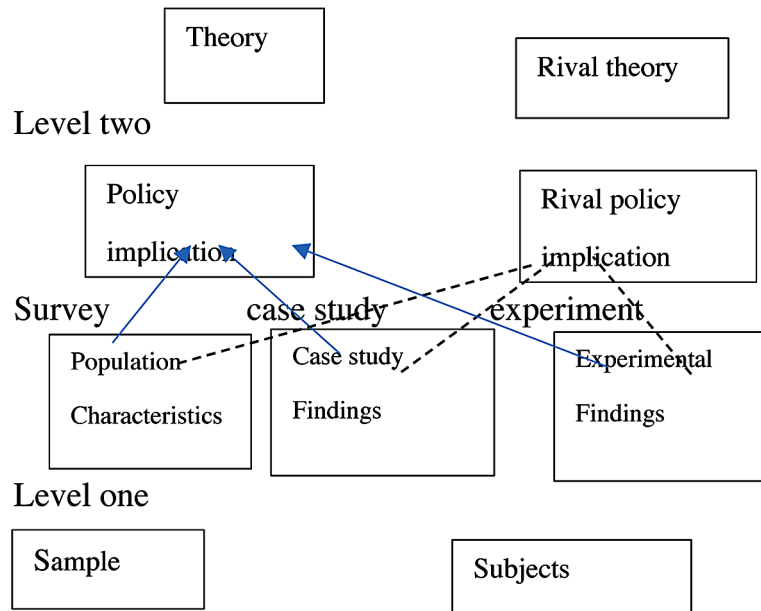 Theory
Rival theory
Level two
Policy
implication
Rival policy
implication
Survey case study experiment
Population
Characteristics
Case study
Findings
Experimental
Findings
Level one
Sample
Subjects